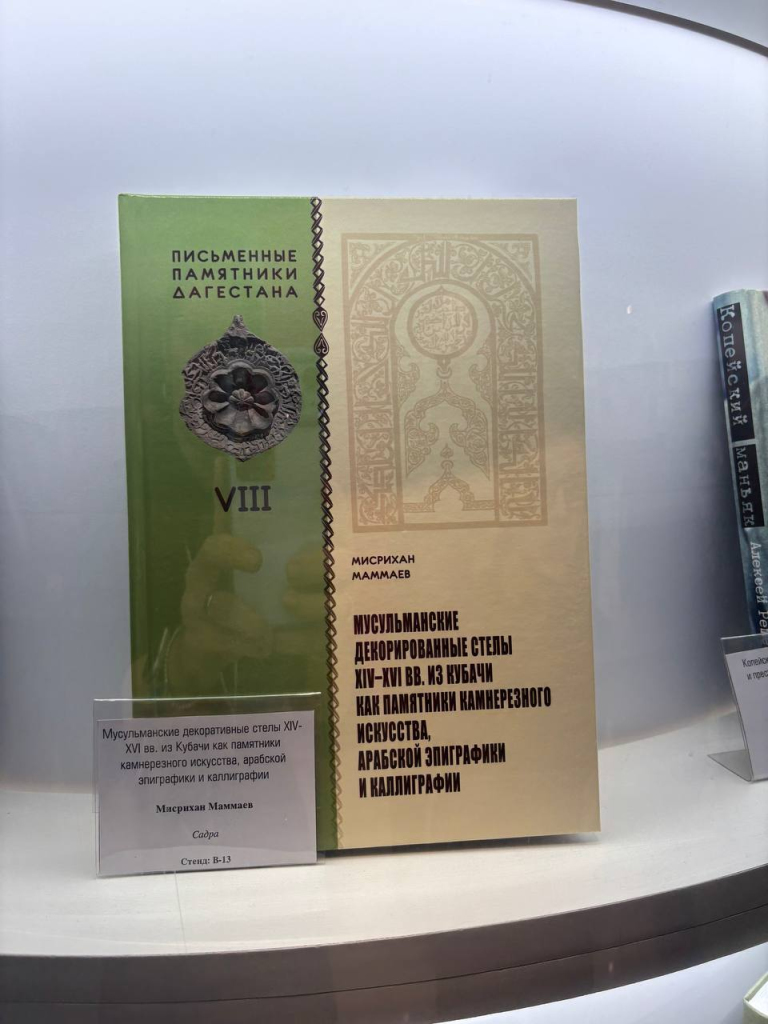 ПИСЬМЕННЫЕ
ПАМЯТНИКИ
ДАГЕСТАНА
VIII
МИСРИХАН
МАММАЕВ
МУСУЛЬМАНСКИЕ
ДЕКОРИРОВАННЫЕ СТЕЛЫ
XIV–XVI ВВ. ИЗ КУБАЧИ
КАК ПАМЯТНИКИ КАМНЕРЕЗНОГО
ИСКУССТВА,
АРАБСКОЙ ЭПИГРАФИКИ
И КАЛЛИГРАФИИ
Мусульманские декоративные стелы XIV-
XVI вв. из Кубачи как памятники
камнерезного искусства, арабской
эпиграфики и каллиграфии
Мясрихан Маммаев
Садра
Стенд: В-13
Копейский маньяк
Алексей
и